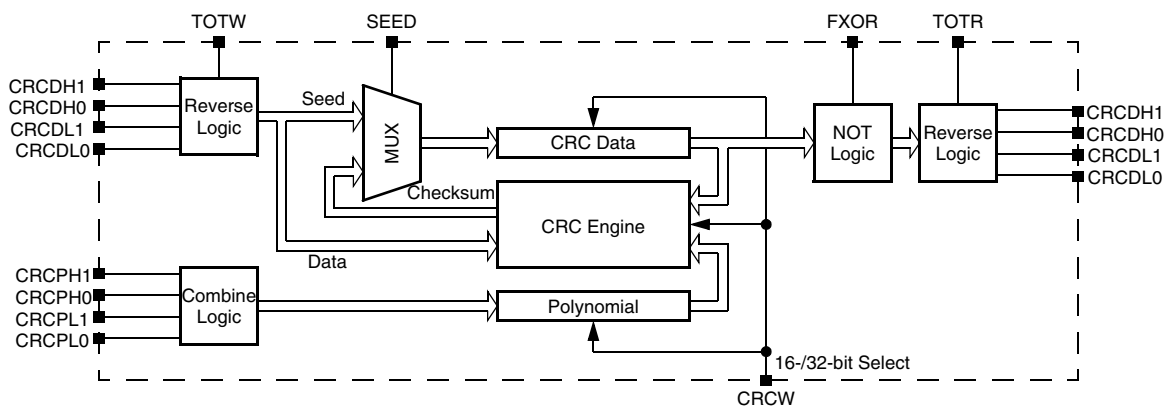 TOTW
SEED
FXOR
TOTR
CRCDH1
CRCDH0
CRCDL1
CRCDL0
Reverse
Logic
Seed
MUX
CRC Data
NOT
Logic
Reverse
Logic
CRCDH1
CRCDH0
CRCDL1
CRCDL0
Checksum
CRC Engine
Data
CRCPH1
CRCPH0
CRCPL1
CRCPL0
Combine
Logic
Polynomial
16-/32-bit Select
CRCW